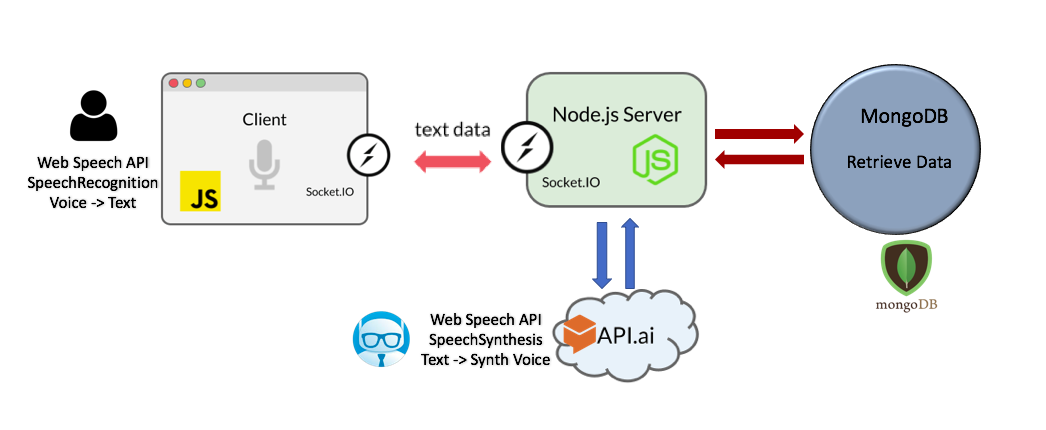 Web Speech API
SpeechRecognition
Voice -> Text
Client
JS
Socket.IO
text data
Node.js Server
JS
Socket.IO
MongoDB
Retrieve Data
mongoDB
Web Speech API
SpeechSynthesis
Text -> Synth Voice
API.ai